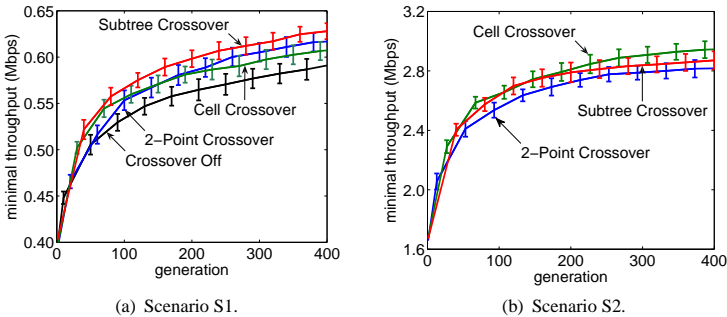 minimal throughput (Mbps)
0.65
0.60
0.55
0.50
0.45
0.40
Subtree Crossover
Cell Crossover
2−Point Crossover
Crossover Off
0 100 200 280 300 400
generation
(a) Scenario S1.
minimal throughput (Mbps)
3.2
2.8
2.4
2.0
1.6
Cell Crossover
Subtree Crossover
2−Point Crossover
0 100 200 300 400
generation
(b) Scenario S2.